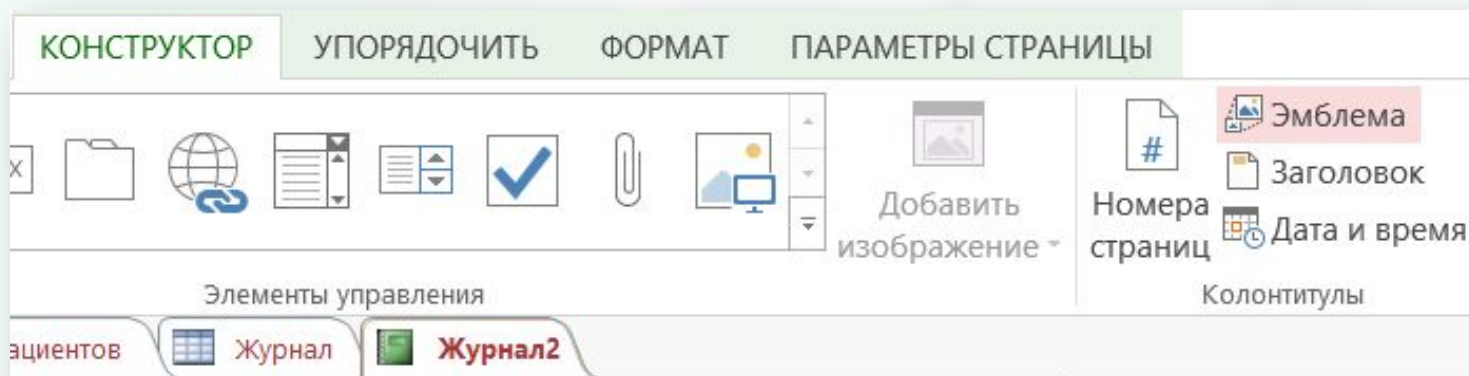 КОНСТРУКТОР УПОРЯДОЧИТЬ ФОРМАТ ПАРАМЕТРЫ СТРАНИЦЫ
Добавить
изображение
Номера
страниц
Эмблема
Заголовок
Дата и время
Элементы управления
Колонтитулы
ациентов Журнал Журнал2